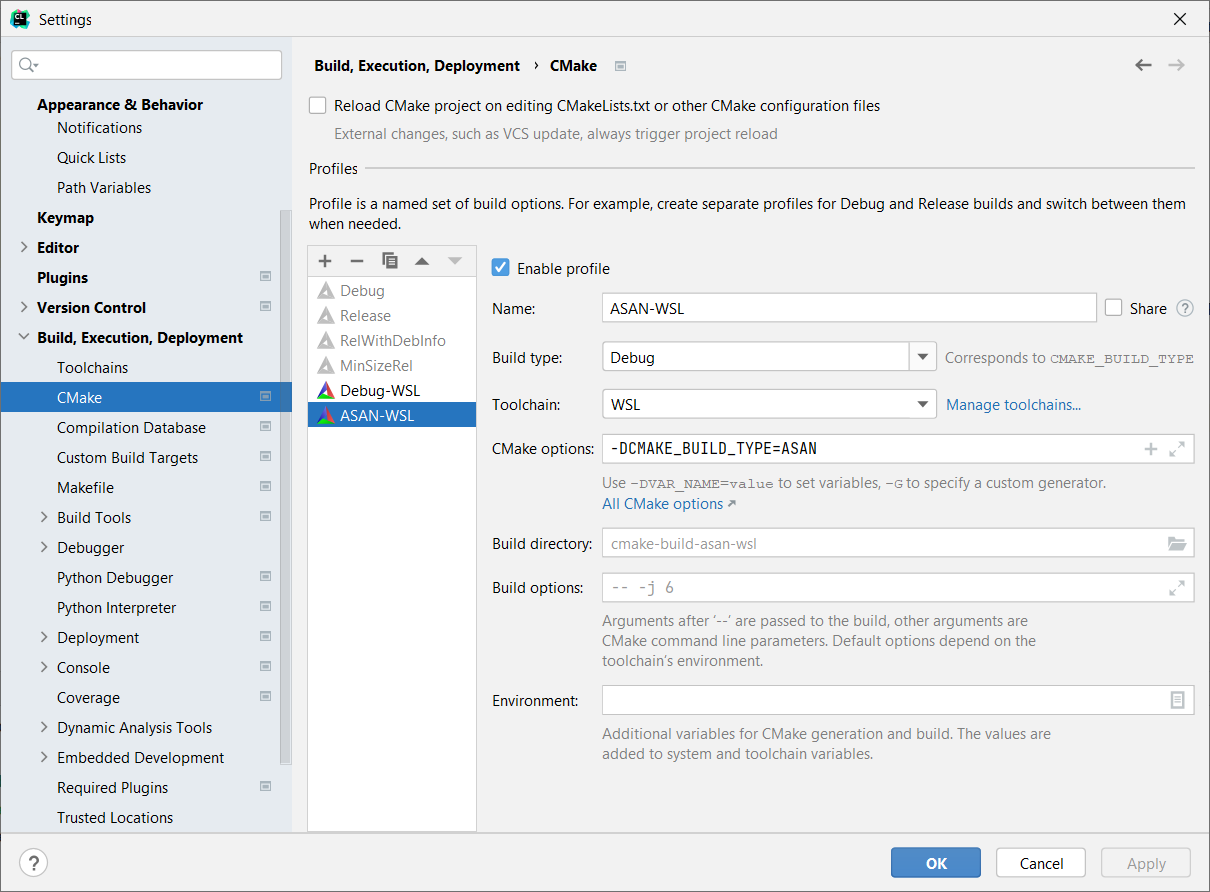 Settings
Appearance & Behavior
Notifications
Quick Lists
Path Variables
Keymap
Editor
Plugins
Version Control
Build, Execution, Deployment
Toolchains
CMake
Compilation Database
Custom Build Targets
Makefile
Build Tools
Debugger
Python Debugger
Python Interpreter
Deployment
Console
Coverage
Dynamic Analysis Tools
Embedded Development
Required Plugins
Trusted Locations
Build, Execution, Deployment › CMake
Reload CMake project on editing CMakeLists.txt or other CMake configuration files
External changes, such as VCS update, always trigger project reload
Profiles
Profile is a named set of build options. For example, create separate profiles for Debug and Release builds and switch between them
when needed.
Debug
Release
RelWithDebInfo
MinSizeRel
Debug-WSL
ASAN-WSL
Enable profile
Name: ASAN-WSL Share ?
Build type: Debug Corresponds to CMAKE_BUILD_TYPE
Toolchain: WSL Manage toolchains...
CMake options: -DCMAKE_BUILD_TYPE=ASAN
Use -DVAR_NAME=value to set variables, -G to specify a custom generator.
All CMake options ↗
Build directory: cmake-build-asan-wsl
Build options: -- -j 6
Arguments after '--' are passed to the build, other arguments are
CMake command line parameters. Default options depend on the
toolchain's environment.
Environment:
Additional variables for CMake generation and build. The values are
added to system and toolchain variables.
? OK Cancel Apply